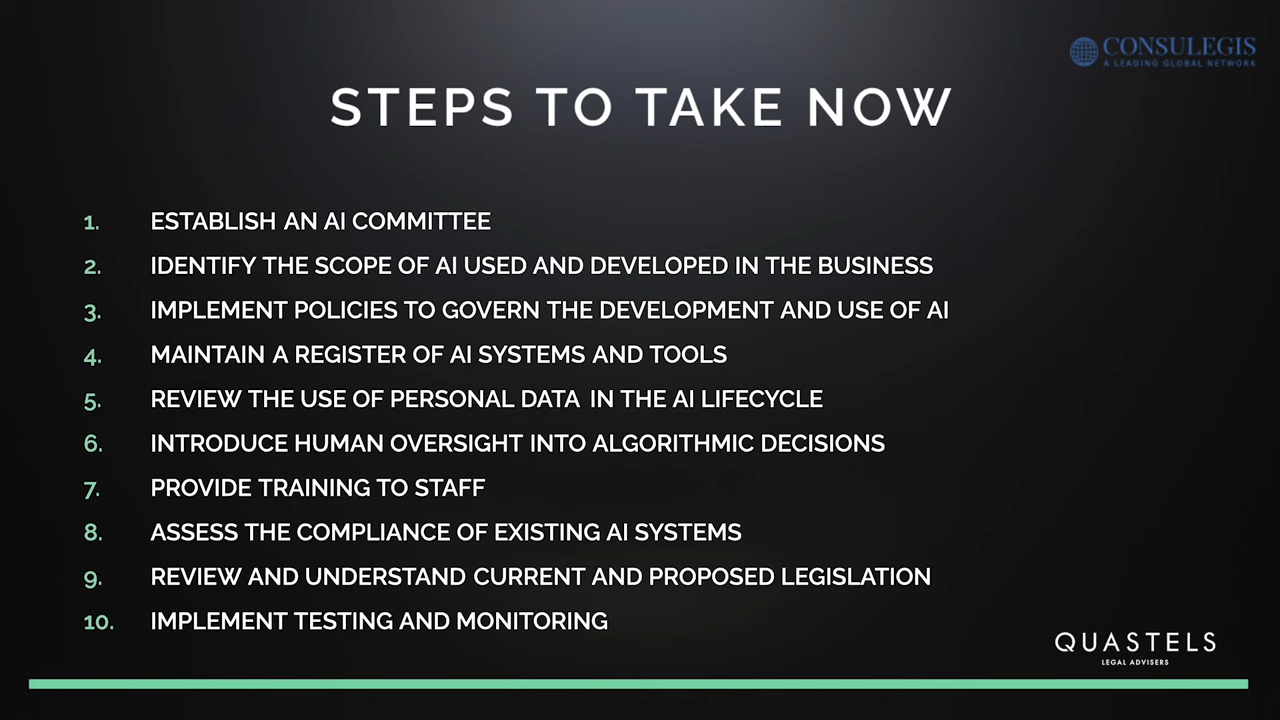 CONSULEGIS
A LEADING GLOBAL NETWORK
STEPS TO TAKE NOW
1. ESTABLISH AN AI COMMITTEE
2. IDENTIFY THE SCOPE OF AI USED AND DEVELOPED IN THE BUSINESS
3. IMPLEMENT POLICIES TO GOVERN THE DEVELOPMENT AND USE OF AI
4. MAINTAIN A REGISTER OF AI SYSTEMS AND TOOLS
5. REVIEW THE USE OF PERSONAL DATA IN THE AI LIFECYCLE
6. INTRODUCE HUMAN OVERSIGHT INTO ALGORITHMIC DECISIONS
7. PROVIDE TRAINING TO STAFF
8. ASSESS THE COMPLIANCE OF EXISTING AI SYSTEMS
9. REVIEW AND UNDERSTAND CURRENT AND PROPOSED LEGISLATION
10. IMPLEMENT TESTING AND MONITORING
QUASTELS
LEGAL ADVISERS